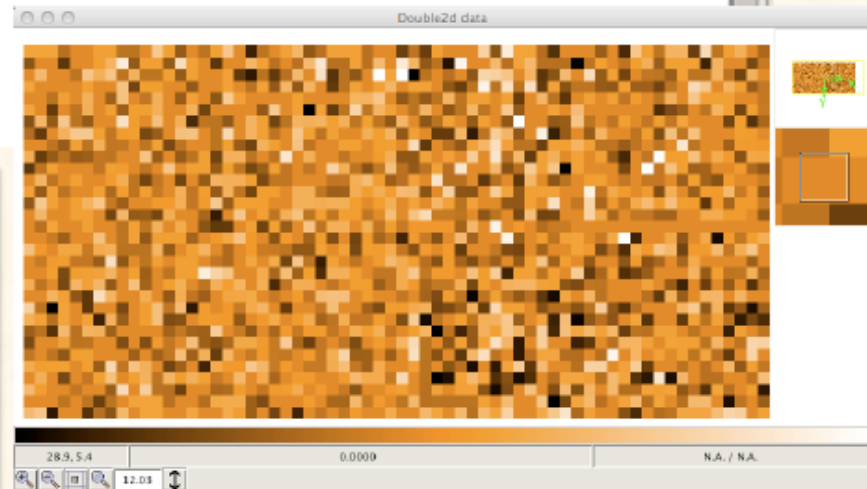 Double2d data
Y
28.9, 5.4
0.0000
N.A. / N.A.
12.03